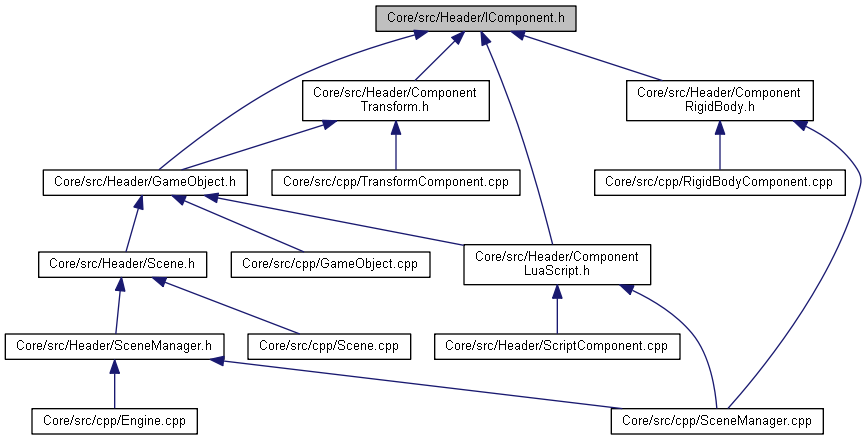 Core/src/Header/IComponent.h
Core/src/Header/Component
Transform.h
Core/src/Header/Component
RigidBody.h
Core/src/Header/GameObject.h
Core/src/cpp/TransformComponent.cpp
Core/src/cpp/RigidBodyComponent.cpp
Core/src/Header/Scene.h
Core/src/cpp/GameObject.cpp
Core/src/Header/Component
LuaScript.h
Core/src/Header/SceneManager.h
Core/src/cpp/Scene.cpp
Core/src/Header/ScriptComponent.cpp
Core/src/cpp/Engine.cpp
Core/src/cpp/SceneManager.cpp